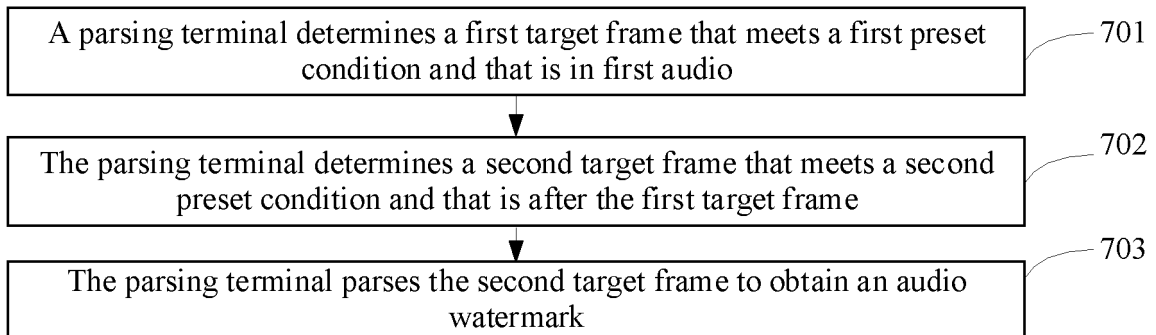 A parsing terminal determines a first target frame that meets a first preset
condition and that is in first audio
701
The parsing terminal determines a second target frame that meets a second
preset condition and that is after the first target frame
702
The parsing terminal parses the second target frame to obtain an audio
watermark
703